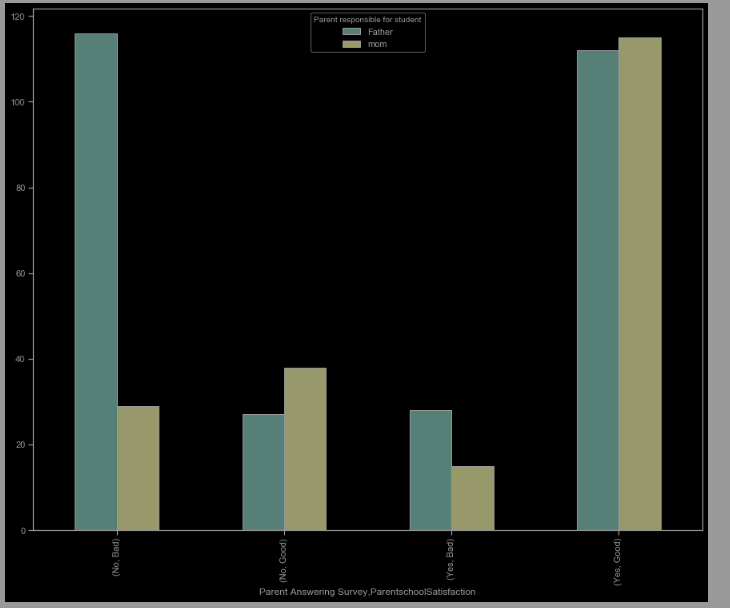 Parent responsible for student
Father
mom
120
100
80
60
40
20
0
(No, Bad)
(No, Good)
(Yes, Bad)
(Yes, Good)
Parent Answering Survey,ParentschoolSatisfaction